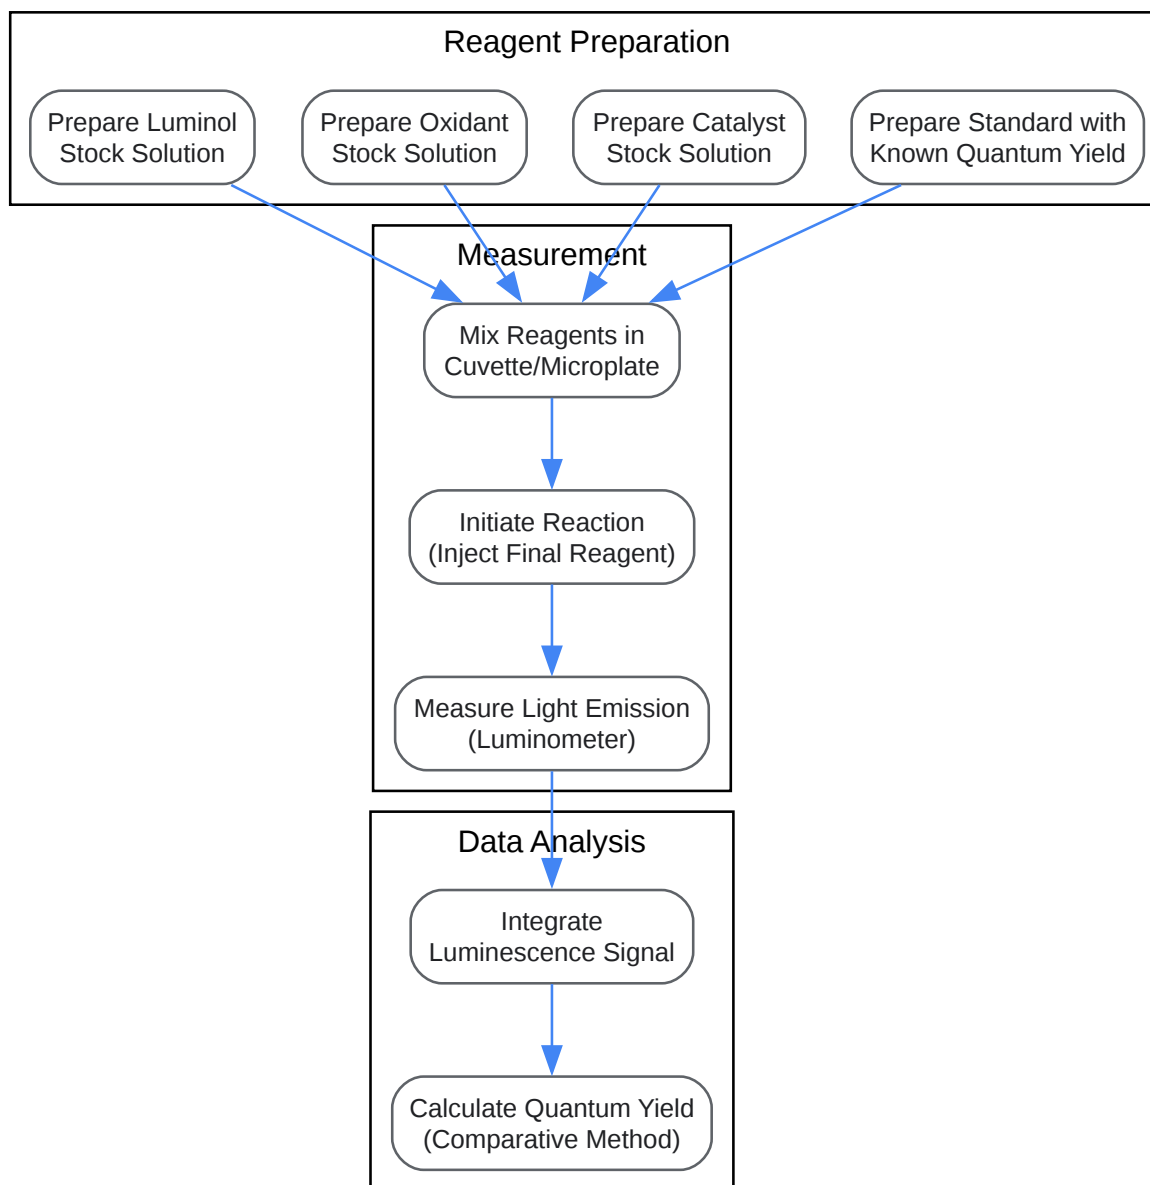 Reagent Preparation
Prepare Luminol
Stock Solution
Prepare Oxidant
Stock Solution
Prepare Catalyst
Stock Solution
Prepare Standard with
Known Quantum Yield
Measurement
Mix Reagents in
Cuvette/Microplate
Initiate Reaction
(Inject Final Reagent)
Measure Light Emission
(Luminometer)
Data Analysis
Integrate
Luminescence Signal
Calculate Quantum Yield
(Comparative Method)